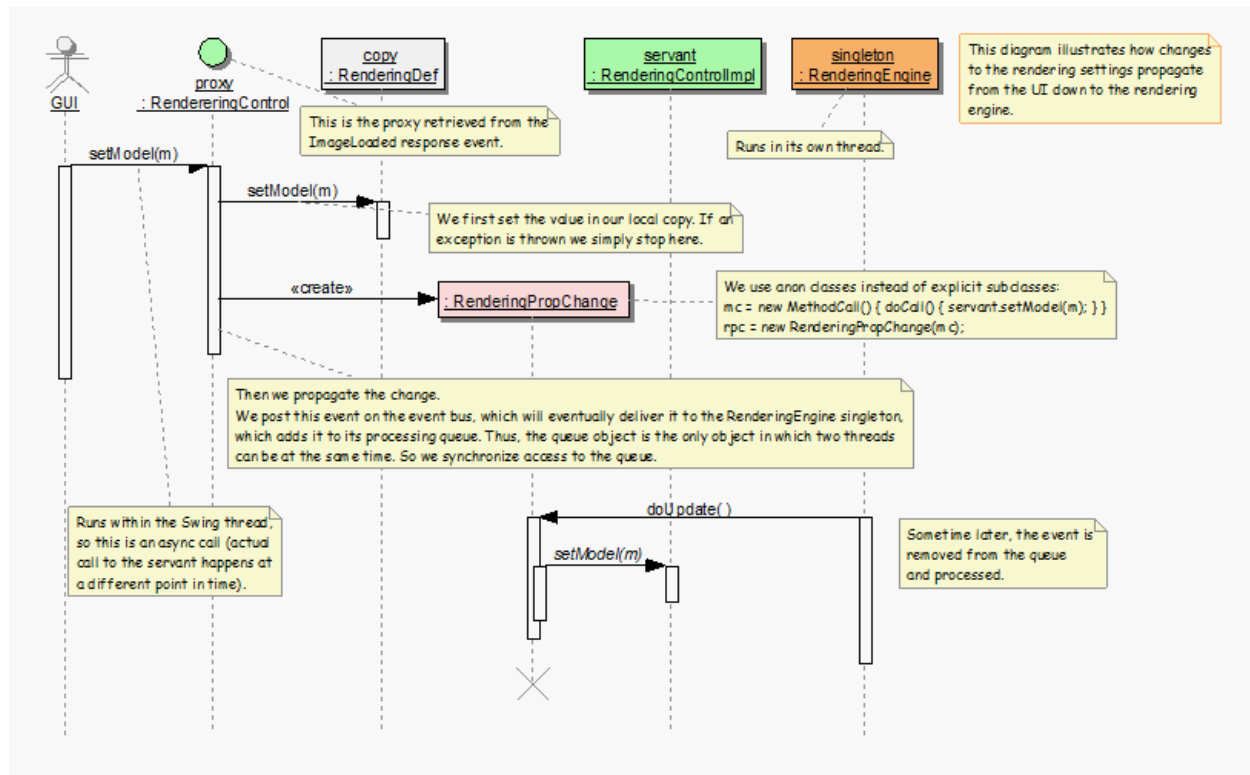 GUI
proxy
: RendereringControl
copy
: RenderingDef
servant
: RenderingControlImpl
singleton
: RenderingEngine
This diagram illustrates how changes
to the rendering settings propagate
from the UI down to the rendering
engine.
This is the proxy retrieved from the
ImageLoaded response event.
Runs in its own thread.
setModel(m)
setModel(m)
We first set the value in our local copy. If an
exception is thrown we simply stop here.
«create»
: RenderingPropChange
We use anon classes instead of explicit subclasses:
mc = new MethodCall() { doCall() { servant.setModel(m); } }
rpc = new RenderingPropChange(mc);
Then we propagate the change.
We post this event on the event bus, which will eventually deliver it to the RenderingEngine singleton,
which adds it to its processing queue. Thus, the queue object is the only object in which two threads
can be at the same time. So we synchronize access to the queue.
Runs within the Swing thread,
so this is an async call (actual
call to the servant happens at
a different point in time).
doUpdate( )
setModel(m)
Sometime later, the event is
removed from the queue
and processed.